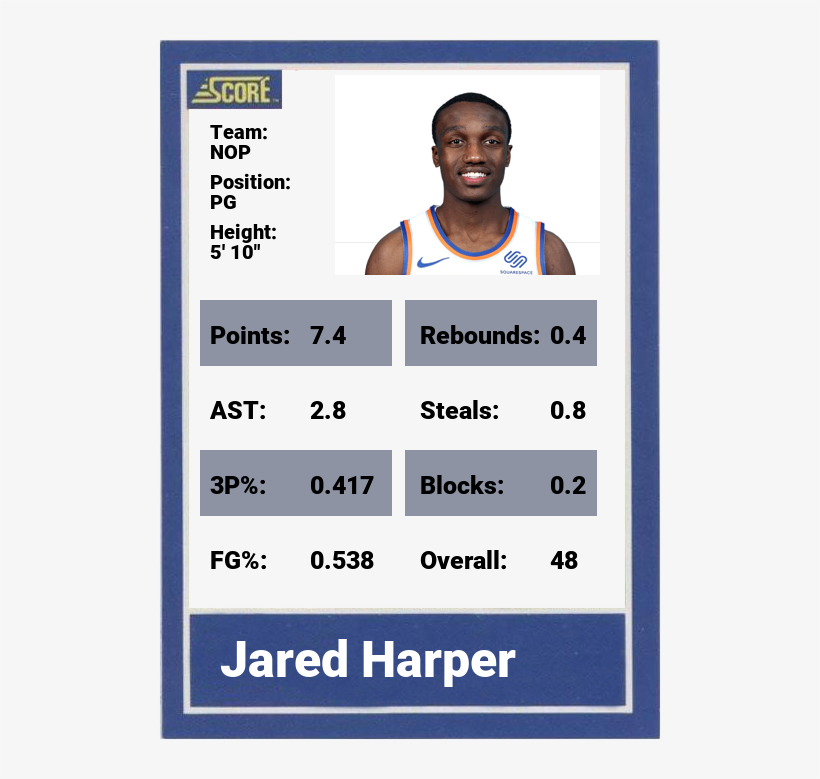 SCORE
Team:
NOP
Position:
PG
Height:
5' 10"
SQUARESPACE
Points: 7.4 Rebounds: 0.4
AST: 2.8 Steals: 0.8
3P%: 0.417 Blocks: 0.2
FG%: 0.538 Overall: 48
Jared Harper